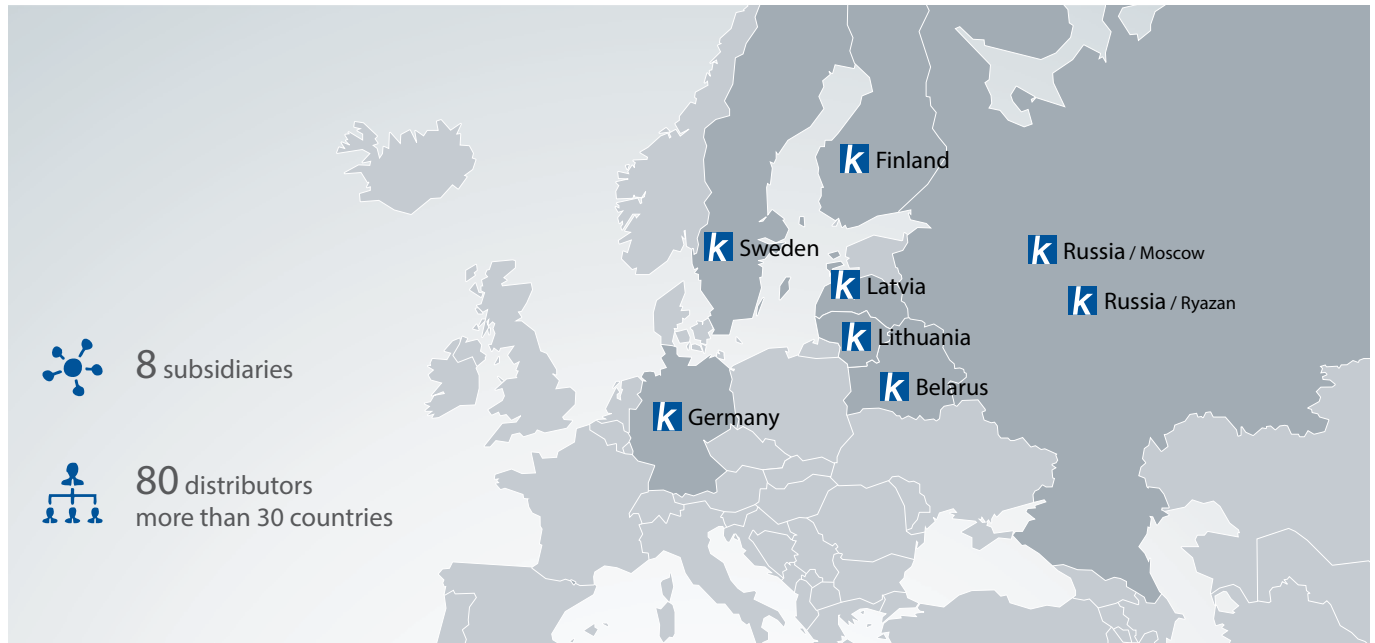 k Finland
k Sweden
k Russia / Moscow
k Latvia
k Russia / Ryazan
k Lithuania
8 subsidiaries
k Belarus
k Germany
80 distributors
more than 30 countries